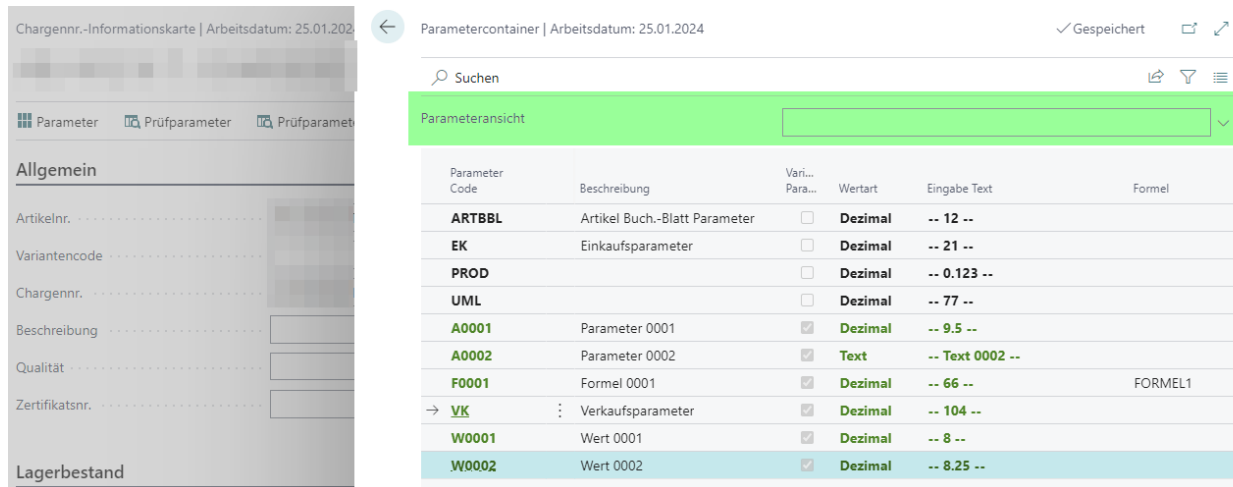 Chargennr.-Informationskarte | Arbeitsdatum: 25.01.202
Parameter Prüfparameter Prüfparamet
Allgemein
Artikelnr.
Variantencode
Chargennr.
Beschreibung
Qualität
Zertifikatsnr.
Lagerbestand
Parametercontainer | Arbeitsdatum: 25.01.2024 Gespeichert
Suchen
Parameteransicht
Parameter Code Beschreibung Vari... Para... Wertart Eingabe Text Formel
ARTBBL Artikel Buch.-Blatt Parameter Dezimal -- 12 --
EK Einkaufsparameter Dezimal -- 21 --
PROD Dezimal -- 0.123 --
UML Dezimal -- 77 --
A0001 Parameter 0001 Dezimal -- 9.5 --
A0002 Parameter 0002 Text -- Text 0002 --
F0001 Formel 0001 Dezimal -- 66 -- FORMEL1
VK Verkaufsparameter Dezimal -- 104 --
W0001 Wert 0001 Dezimal -- 8 --
W0002 Wert 0002 Dezimal -- 8.25 --